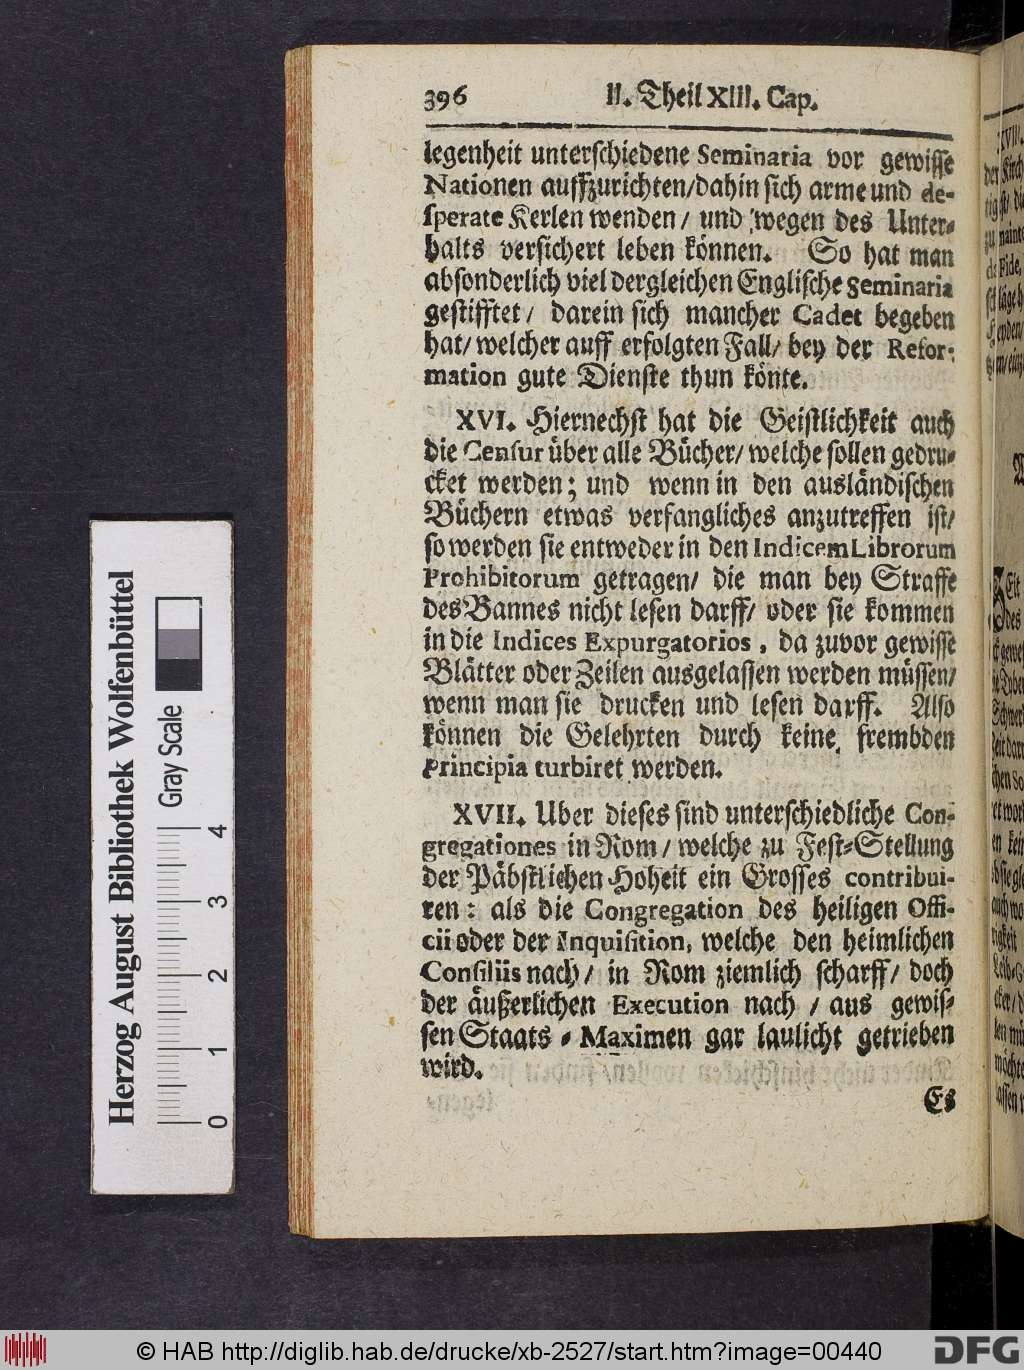 396 II. Theil XIII. Cap.
legenheit unterschiedene Seminaria vor gewisse
Nationen auffzurichten/dahin sich arme und de-
sperate Kerlen wenden/ und wegen des Unter-
halts versichert leben können. So hat man
absonderlich viel dergleichen Englische Seminaria
gestifftet/ darein sich mancher Cadet begeben
hat/ welcher auff erfolgten Fall/ bey der Refor-
mation gute Dienste thun könte.
XVI. Hiernechst hat die Geistlichkeit auch
die Censur über alle Bücher/ welche sollen gedru-
cket werden; und wenn in den ausländischen
Büchern etwas verfangliches anzutreffen ist/
so werden sie entweder in den Indicem Librorum
Prohibitorum getragen/ die man bey Straffe
des Bannes nicht lesen darff/ oder sie kommen
in die Indices Expurgatorios, da zuvor gewisse
Blätter oder Zeilen ausgelassen werden müssen/
wenn man sie drucken und lesen darff. Also
können die Gelehrten durch keine frembden
Principia turbiret werden.
XVII. Uber dieses sind unterschiedliche Con-
gregationes in Rom/ welche zu Fest-Stellung
der Päbstlichen Hoheit ein Grosses contribui-
ren: als die Congregation des heiligen Offi-
cii oder der Inquisition, welche den heimlichen
Consiliis nach/ in Rom ziemlich scharff/ doch
der äußerlichen Execution nach/ aus gewis-
sen Staats-Maximen gar laulicht getrieben
wird.
Es
Herzog August Bibliothek Wolfenbüttel
Gray Scale
0 1 2 3 4
© HAB http://diglib.hab.de/drucke/xb-2527/start.htm?image=00440
DFG